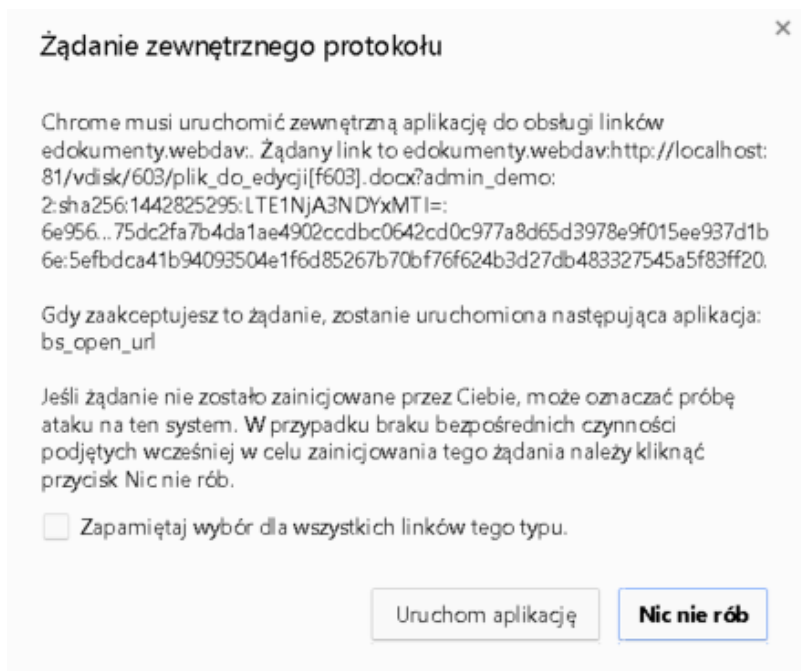 Żądanie zewnętrznego protokołu
Chrome musi uruchomić zewnętrzną aplikację do obsługi linków
edokumenty.webdav:. Żądany link to edokumenty.webdav:http://localhost:
81/vdisk/603/plik_do_edycji[f603].docx?admin_demo:
2:sha256:1442825295:LTE1NjA3NDYxMTI=:
6e956...75dc2fa7b4da1ae4902ccdbc0642cd0c977a8d65d3978e9f015ee937d1b
6e:5efbdca41b94093504e1f6d85267b70bf76f624b3d27db483327545a5f83ff20.
Gdy zaakceptujesz to żądanie, zostanie uruchomiona następująca aplikacja:
bs_open_url
Jeśli żądanie nie zostało zainicjowane przez Ciebie, może oznaczać próbę
ataku na ten system. W przypadku braku bezpośrednich czynności
podjętych wcześniej w celu zainicjowania tego żądania należy kliknąć
przycisk Nic nie rób.
Zapamiętaj wybór dla wszystkich linków tego typu.
Uruchom aplikację
Nic nie rób